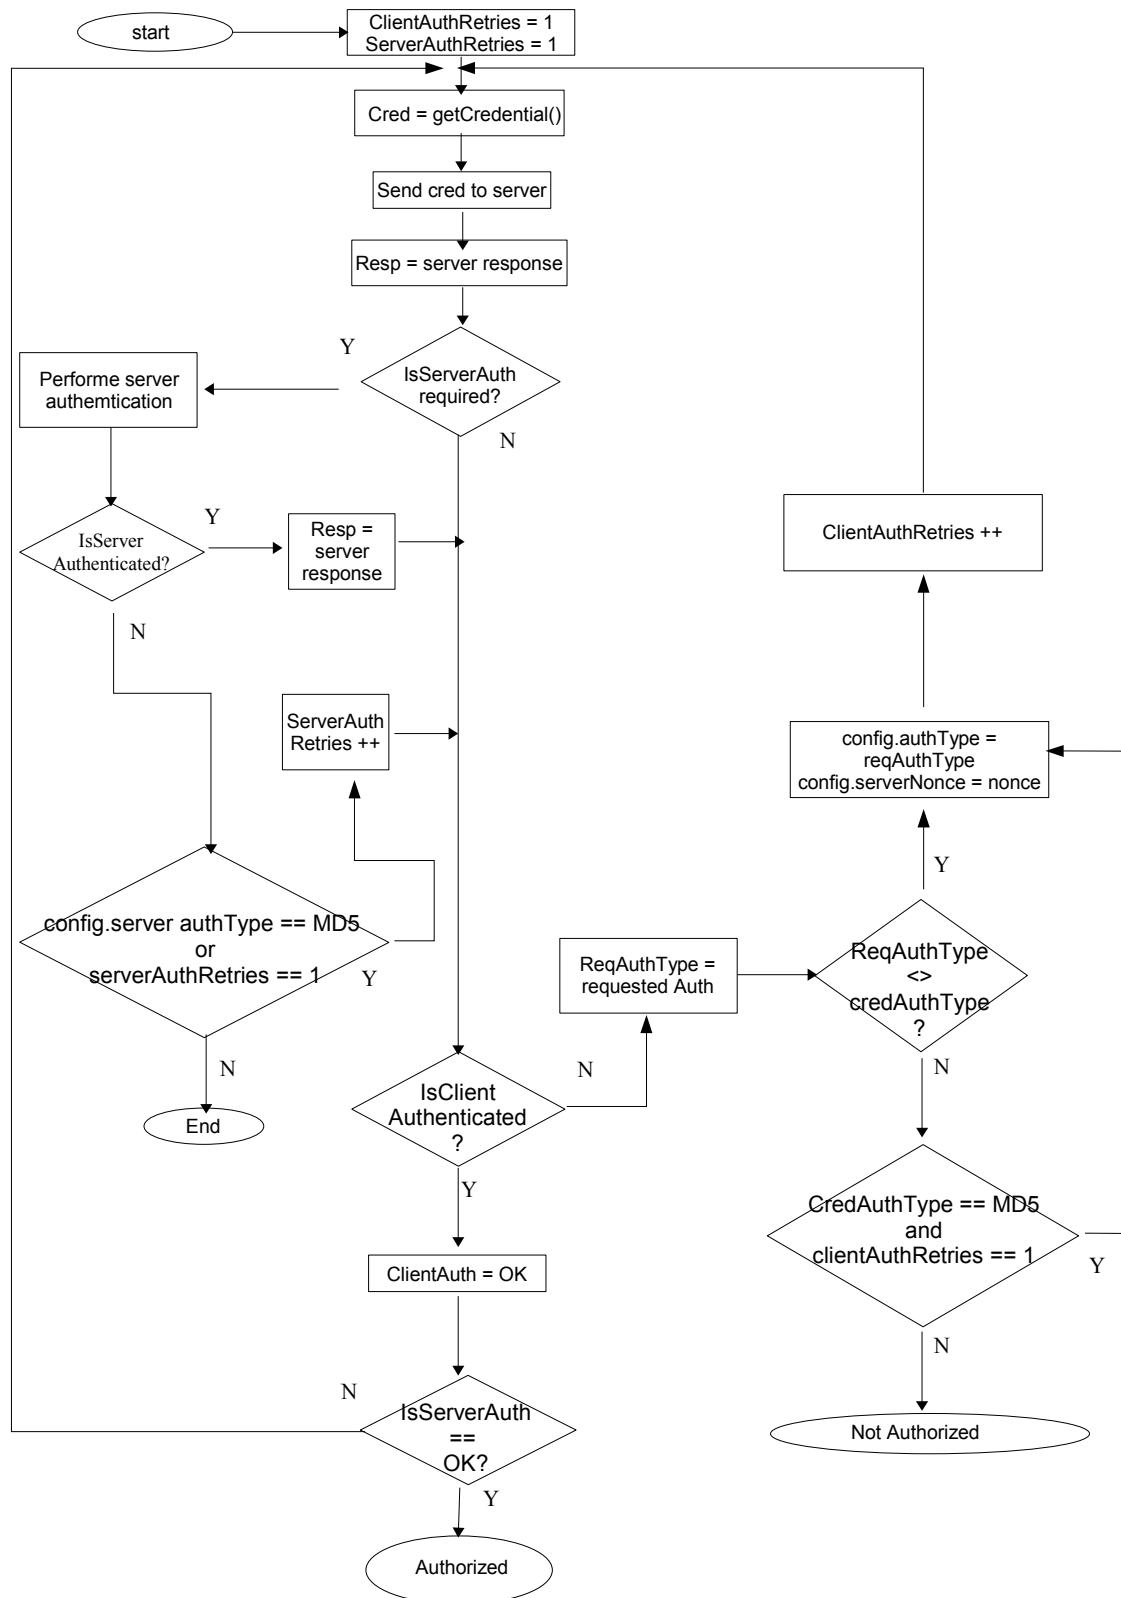 start
ClientAuthRetries = 1
ServerAuthRetries = 1
Cred = getCredential()
Send cred to server
Resp = server response
Y
IsServerAuth
required?
N
Performe server
authemtication
IsServer
Authenticated?
Y
N
Resp =
server
response
ClientAuthRetries ++
ServerAuth
Retries ++
config.authType =
reqAuthType
config.serverNonce = nonce
Y
config.server authType == MD5
or
serverAuthRetries == 1
Y
N
End
ReqAuthType =
requested Auth
ReqAuthType
<>
credAuthType
?
N
IsClient
Authenticated
?
N
Y
CredAuthType == MD5
and
clientAuthRetries == 1
Y
N
ClientAuth = OK
N
IsServerAuth
==
OK?
Y
Not Authorized
Authorized